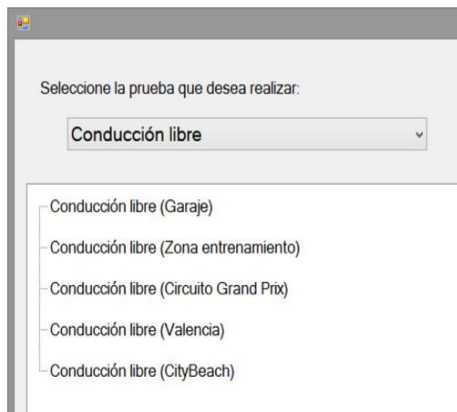 Seleccione la prueba que desea realizar:
Conducción libre
Conducción libre (Garaje)
Conducción libre (Zona entrenamiento)
Conducción libre (Circuito Grand Prix)
Conducción libre (Valencia)
Conducción libre (CityBeach)